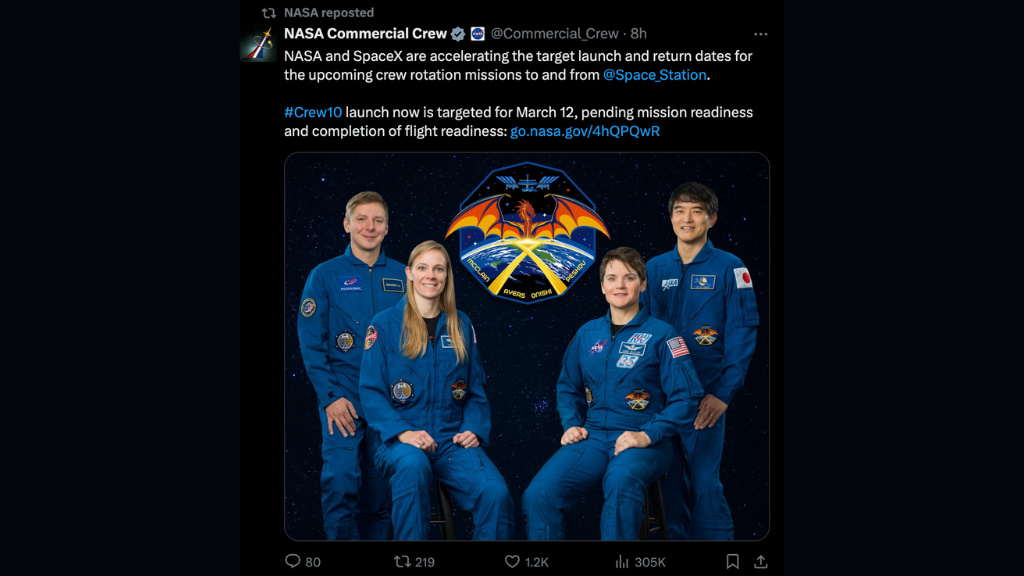 NASA reposted
NASA Commercial Crew @Commercial_Crew · 8h
NASA and SpaceX are accelerating the target launch and return dates for
the upcoming crew rotation missions to and from @Space_Station.
#Crew10 launch now is targeted for March 12, pending mission readiness
and completion of flight readiness: go.nasa.gov/4hQPQwR
MCCLAIN AYERS ONISHI PESKOV
NASA
JAXA
80 219 1.2K 305K